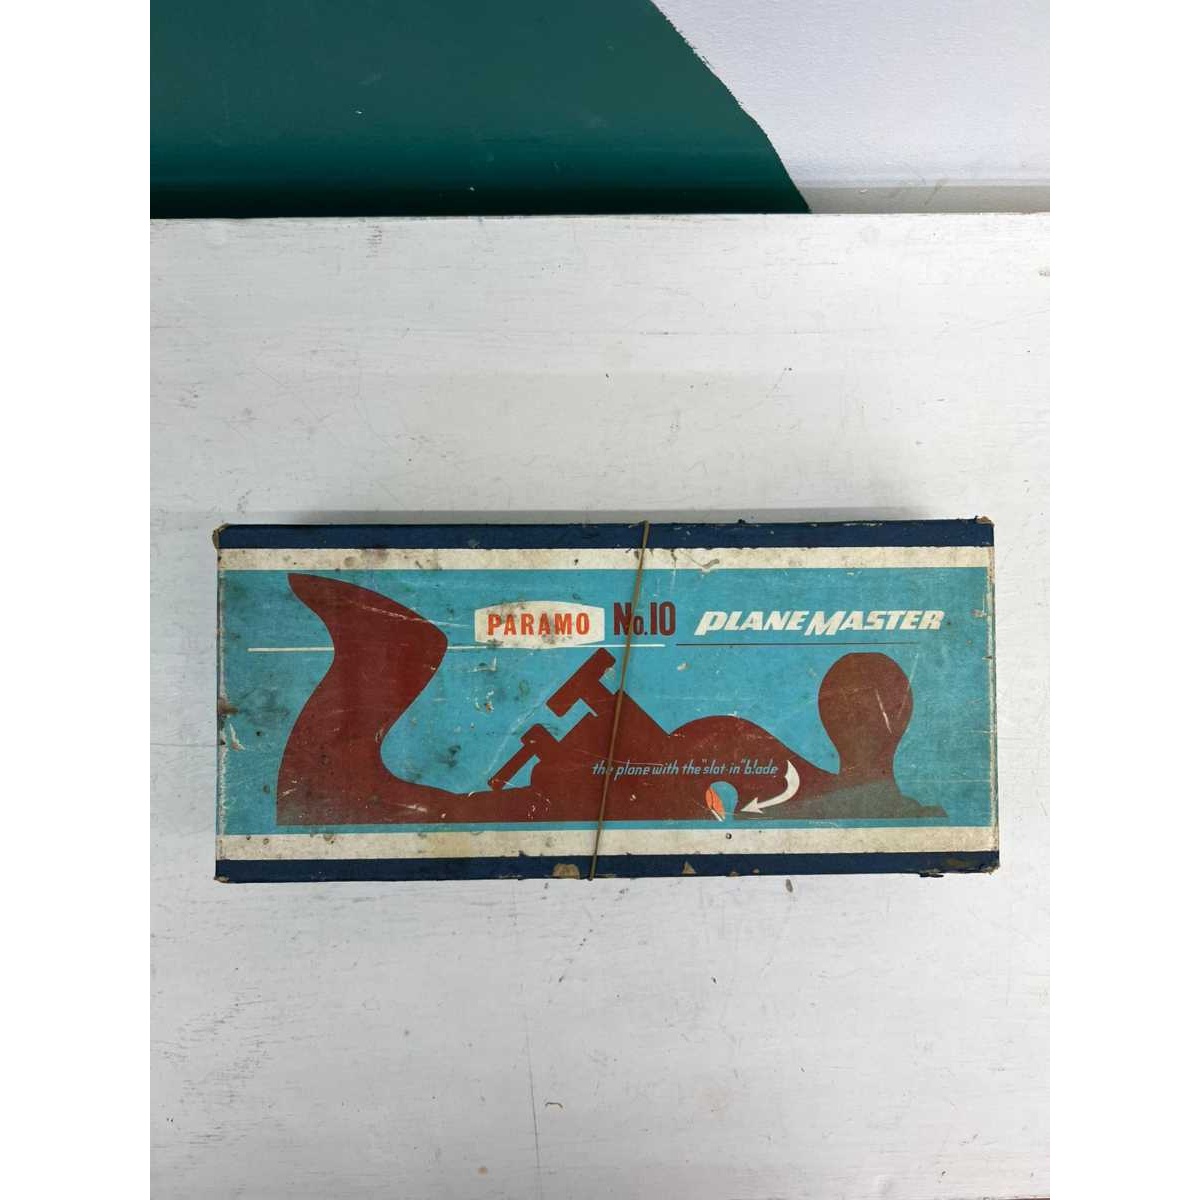 PARAMO No.10 PLANEMASTER
the plane with the "slot-in" blade